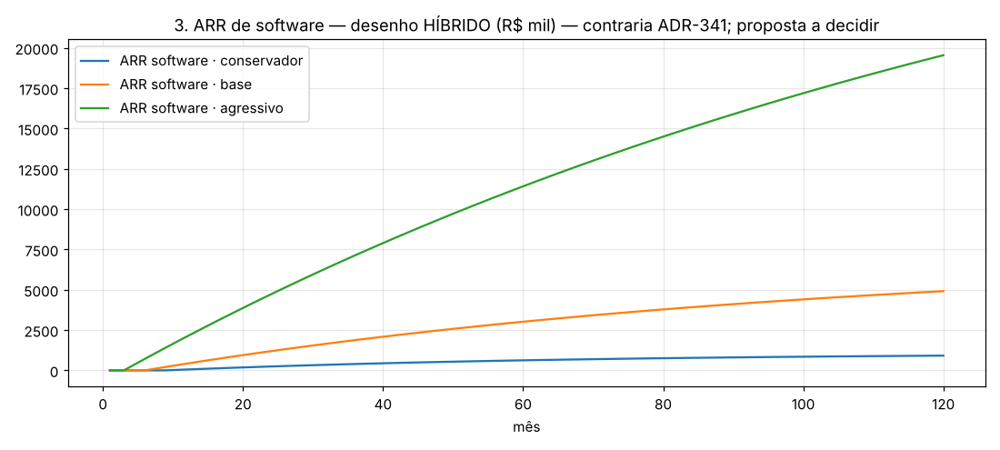 3. ARR de software — desenho HÍBRIDO (R$ mil) — contraria ADR-341; proposta a decidir
ARR software · conservador
ARR software · base
ARR software · agressivo
20000
17500
15000
12500
10000
7500
5000
2500
0
0 20 40 60 80 100 120
mês